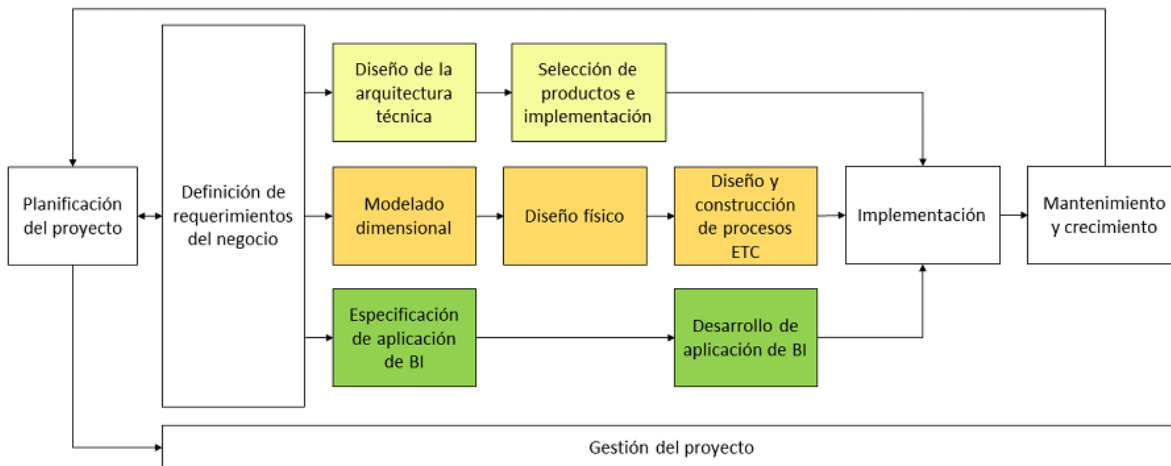 Planificación
del proyecto
Definición de
requerimientos
del negocio
Diseño de la
arquitectura
técnica
Selección de
productos e
implementación
Modelado
dimensional
Diseño físico
Diseño y
construcción
de procesos
ETC
Especificación
de aplicación
de BI
Desarrollo de
aplicación de BI
Implementación
Mantenimiento
y crecimiento
Gestión del proyecto